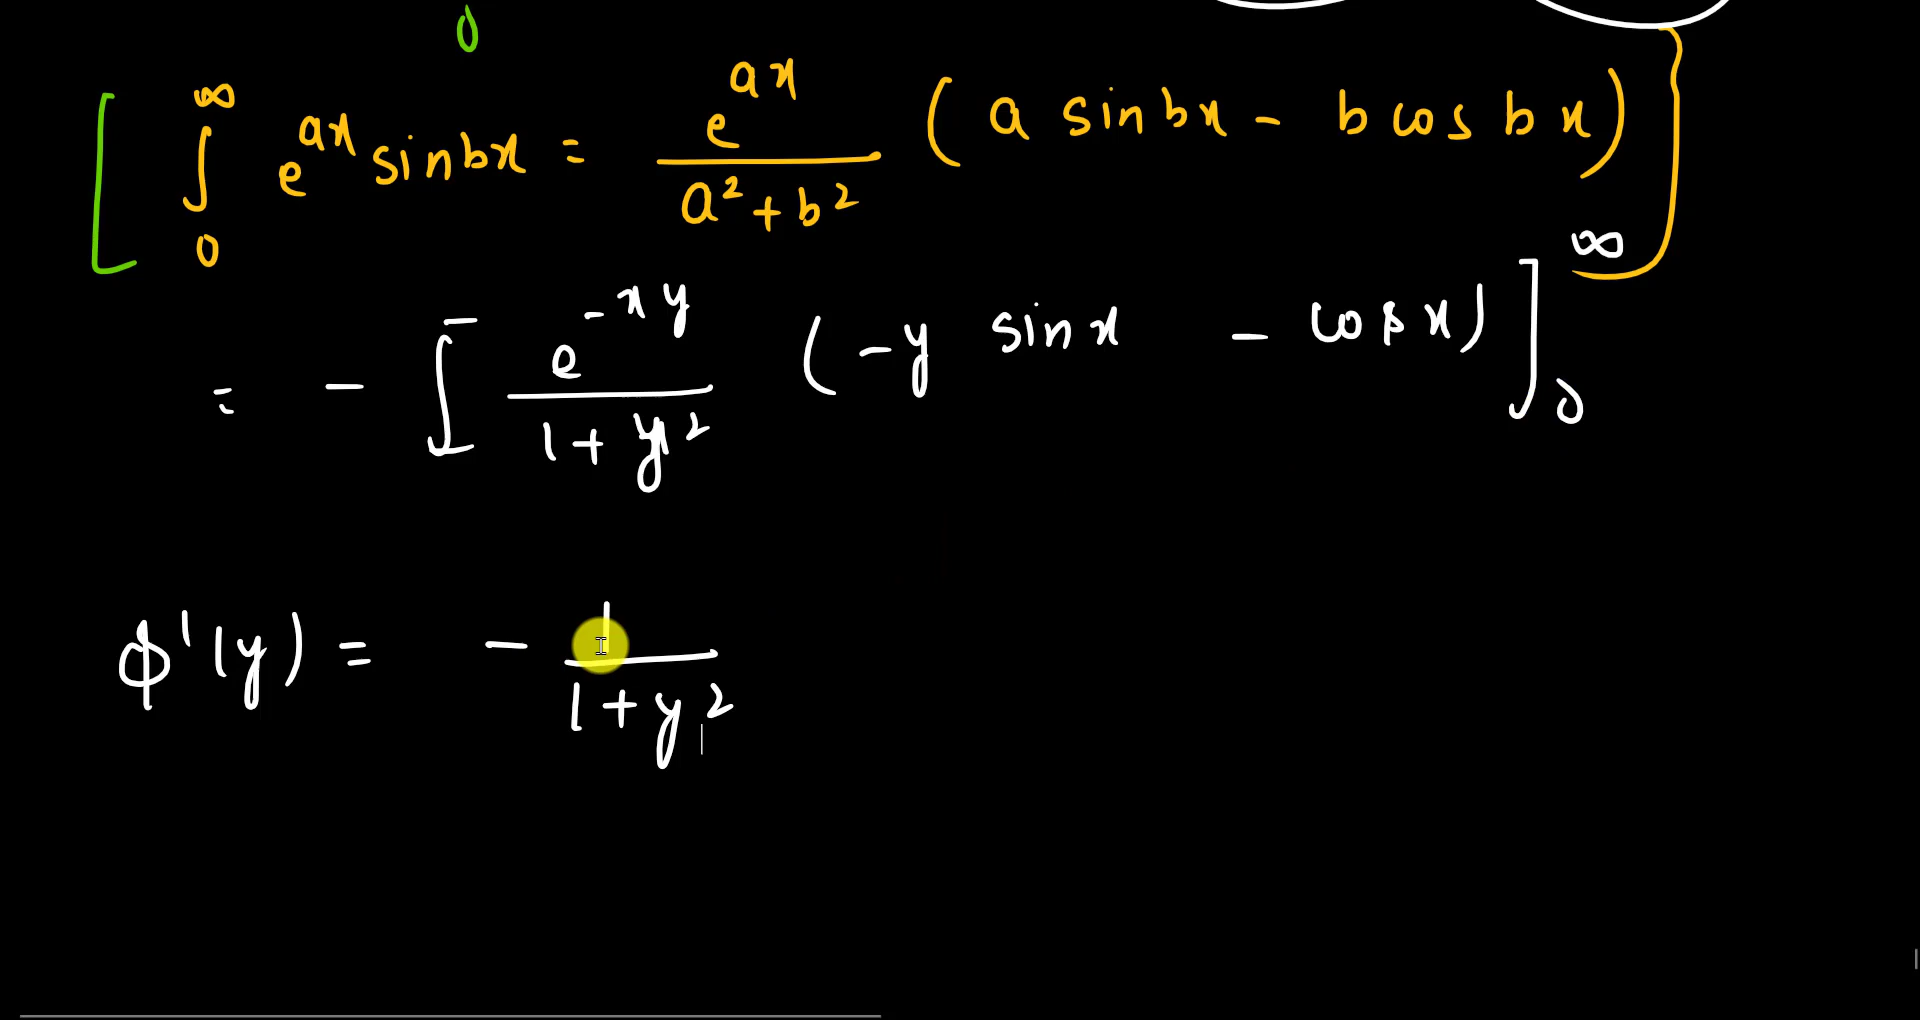 0
[ ∫₀^∞ e^{ax} sin bx = e^{ax} / (a² + b²) (a sin bx - b cos bx) ]
= - [ e^{-xy} / (1 + y²) (-y sin x - cos x) ]₀^∞
φ'(y) = - 1 / (1 + y²)